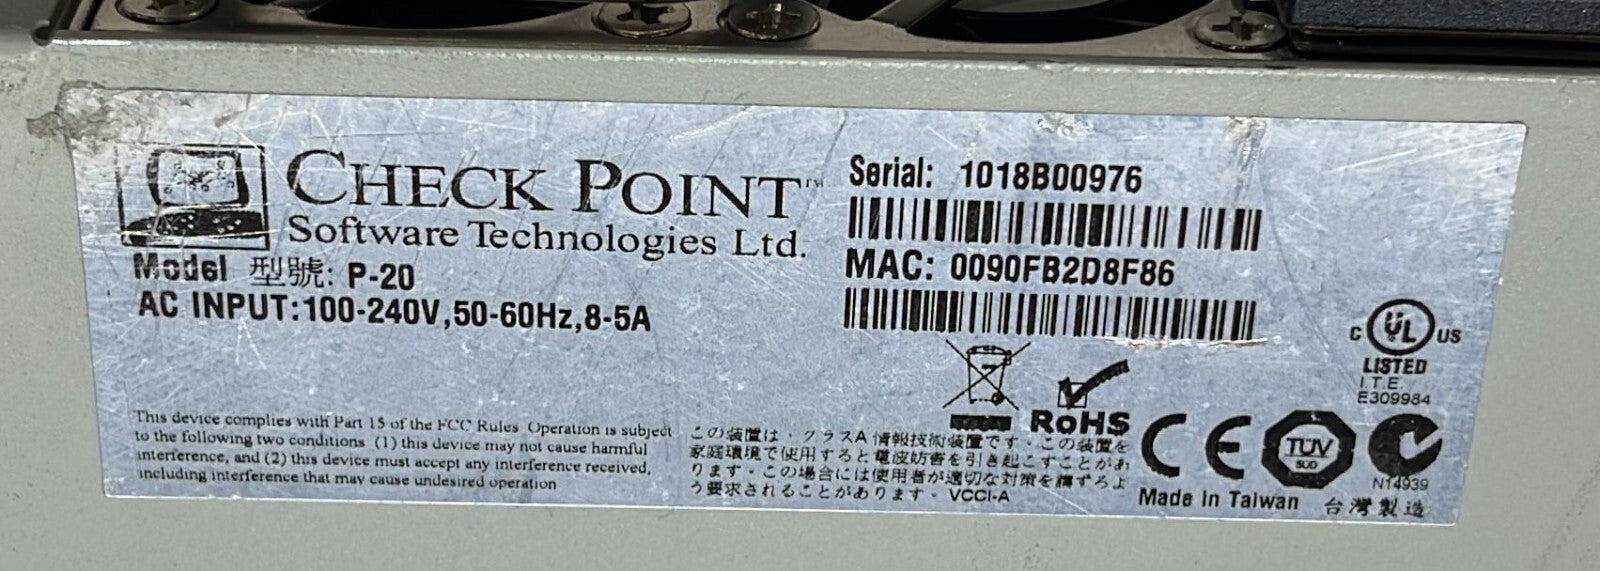 CHECK POINT™
Software Technologies Ltd.
Model 型號: P-20
AC INPUT:100-240V,50-60Hz,8-5A
Serial: 1018B00976
MAC: 0090FB2D8F86
This device complies with Part 15 of the FCC Rules Operation is subject
to the following two conditions (1) this device may not cause harmful
interference, and (2) this device must accept any interference received,
including interference that may cause undesired operation
この装置は、クラスA情報技術装置です。この装置を
家庭環境で使用すると電波妨害を引き起こすことがあ
ります。この場合には使用者が適切な対策を講ずるよ
う要求されることがあります。VCCI-A
RoHS
C UL US
LISTED
I.T.E.
E309984
CE
TÜV
SÜD
N14939
Made In Taiwan 台灣製造